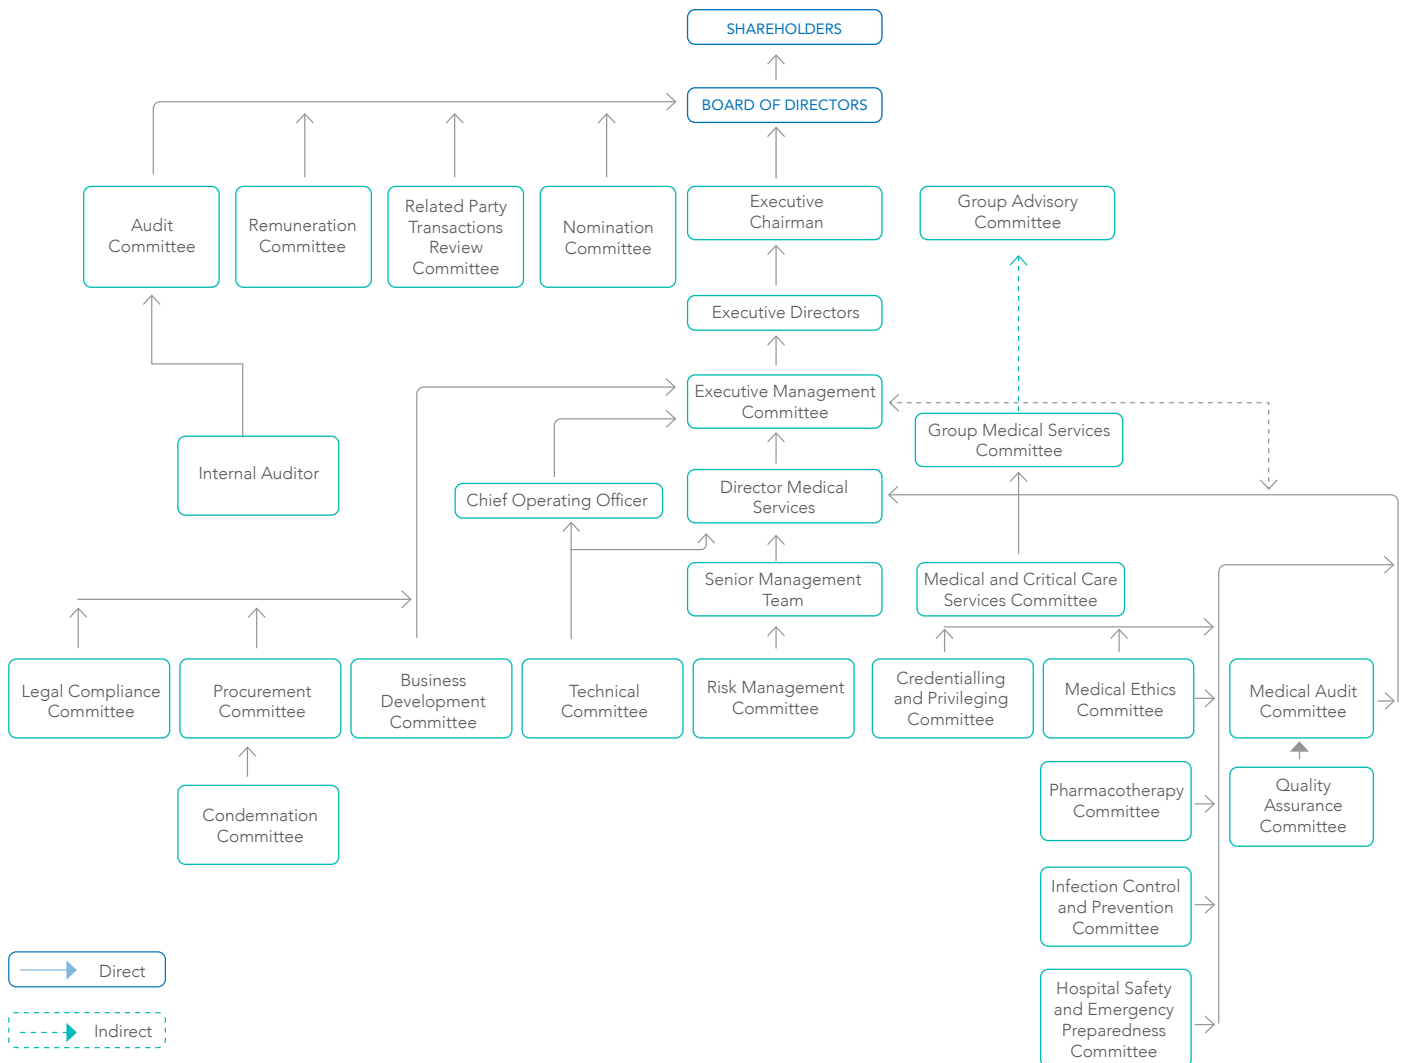 SHAREHOLDERS
BOARD OF DIRECTORS
Audit
Committee
Remuneration
Committee
Related Party
Transactions
Review
Committee
Nomination
Committee
Executive
Chairman
Group Advisory
Committee
Executive Directors
Executive Management
Committee
Group Medical Services
Committee
Internal Auditor
Chief Operating Officer
Director Medical
Services
Senior Management
Team
Medical and Critical Care
Services Committee
Legal Compliance
Committee
Procurement
Committee
Business
Development
Committee
Technical
Committee
Risk Management
Committee
Credentialling
and Privileging
Committee
Medical Ethics
Committee
Medical Audit
Committee
Condemnation
Committee
Pharmacotherapy
Committee
Quality
Assurance
Committee
Infection Control
and Prevention
Committee
Hospital Safety
and Emergency
Preparedness
Committee
Direct
Indirect